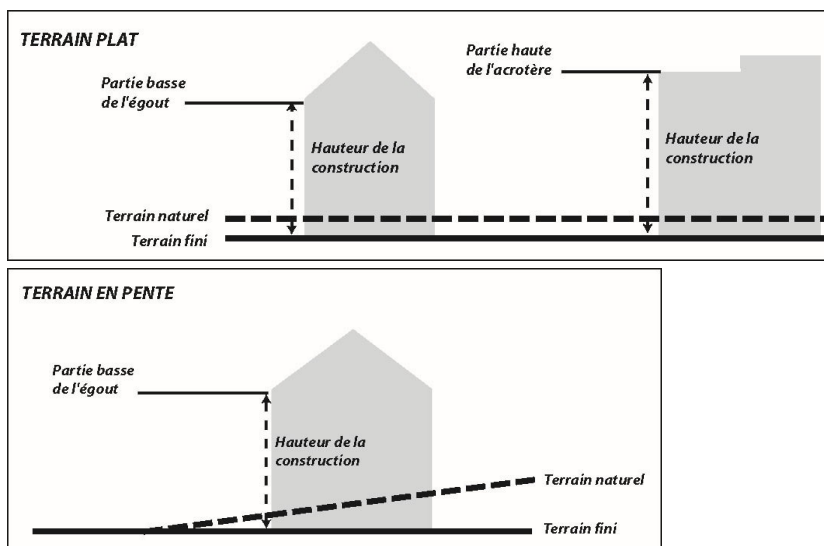 TERRAIN PLAT
Partie basse
de l'égout
Hauteur de la
construction
Partie haute
de l'acrotère
Hauteur de la
construction
Terrain naturel
Terrain fini
TERRAIN EN PENTE
Partie basse
de l'égout
Hauteur de la
construction
Terrain naturel
Terrain fini